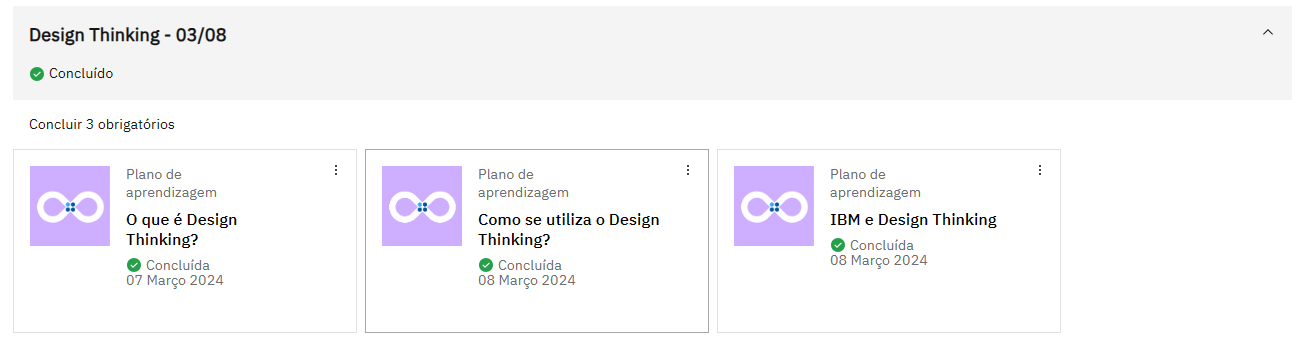 Design Thinking - 03/08
Concluído
Concluir 3 obrigatórios
Plano de
aprendizagem
O que é Design
Thinking?
Concluída
07 Março 2024
Plano de
aprendizagem
Como se utiliza o Design
Thinking?
Concluída
08 Março 2024
Plano de
aprendizagem
IBM e Design Thinking
Concluída
08 Março 2024